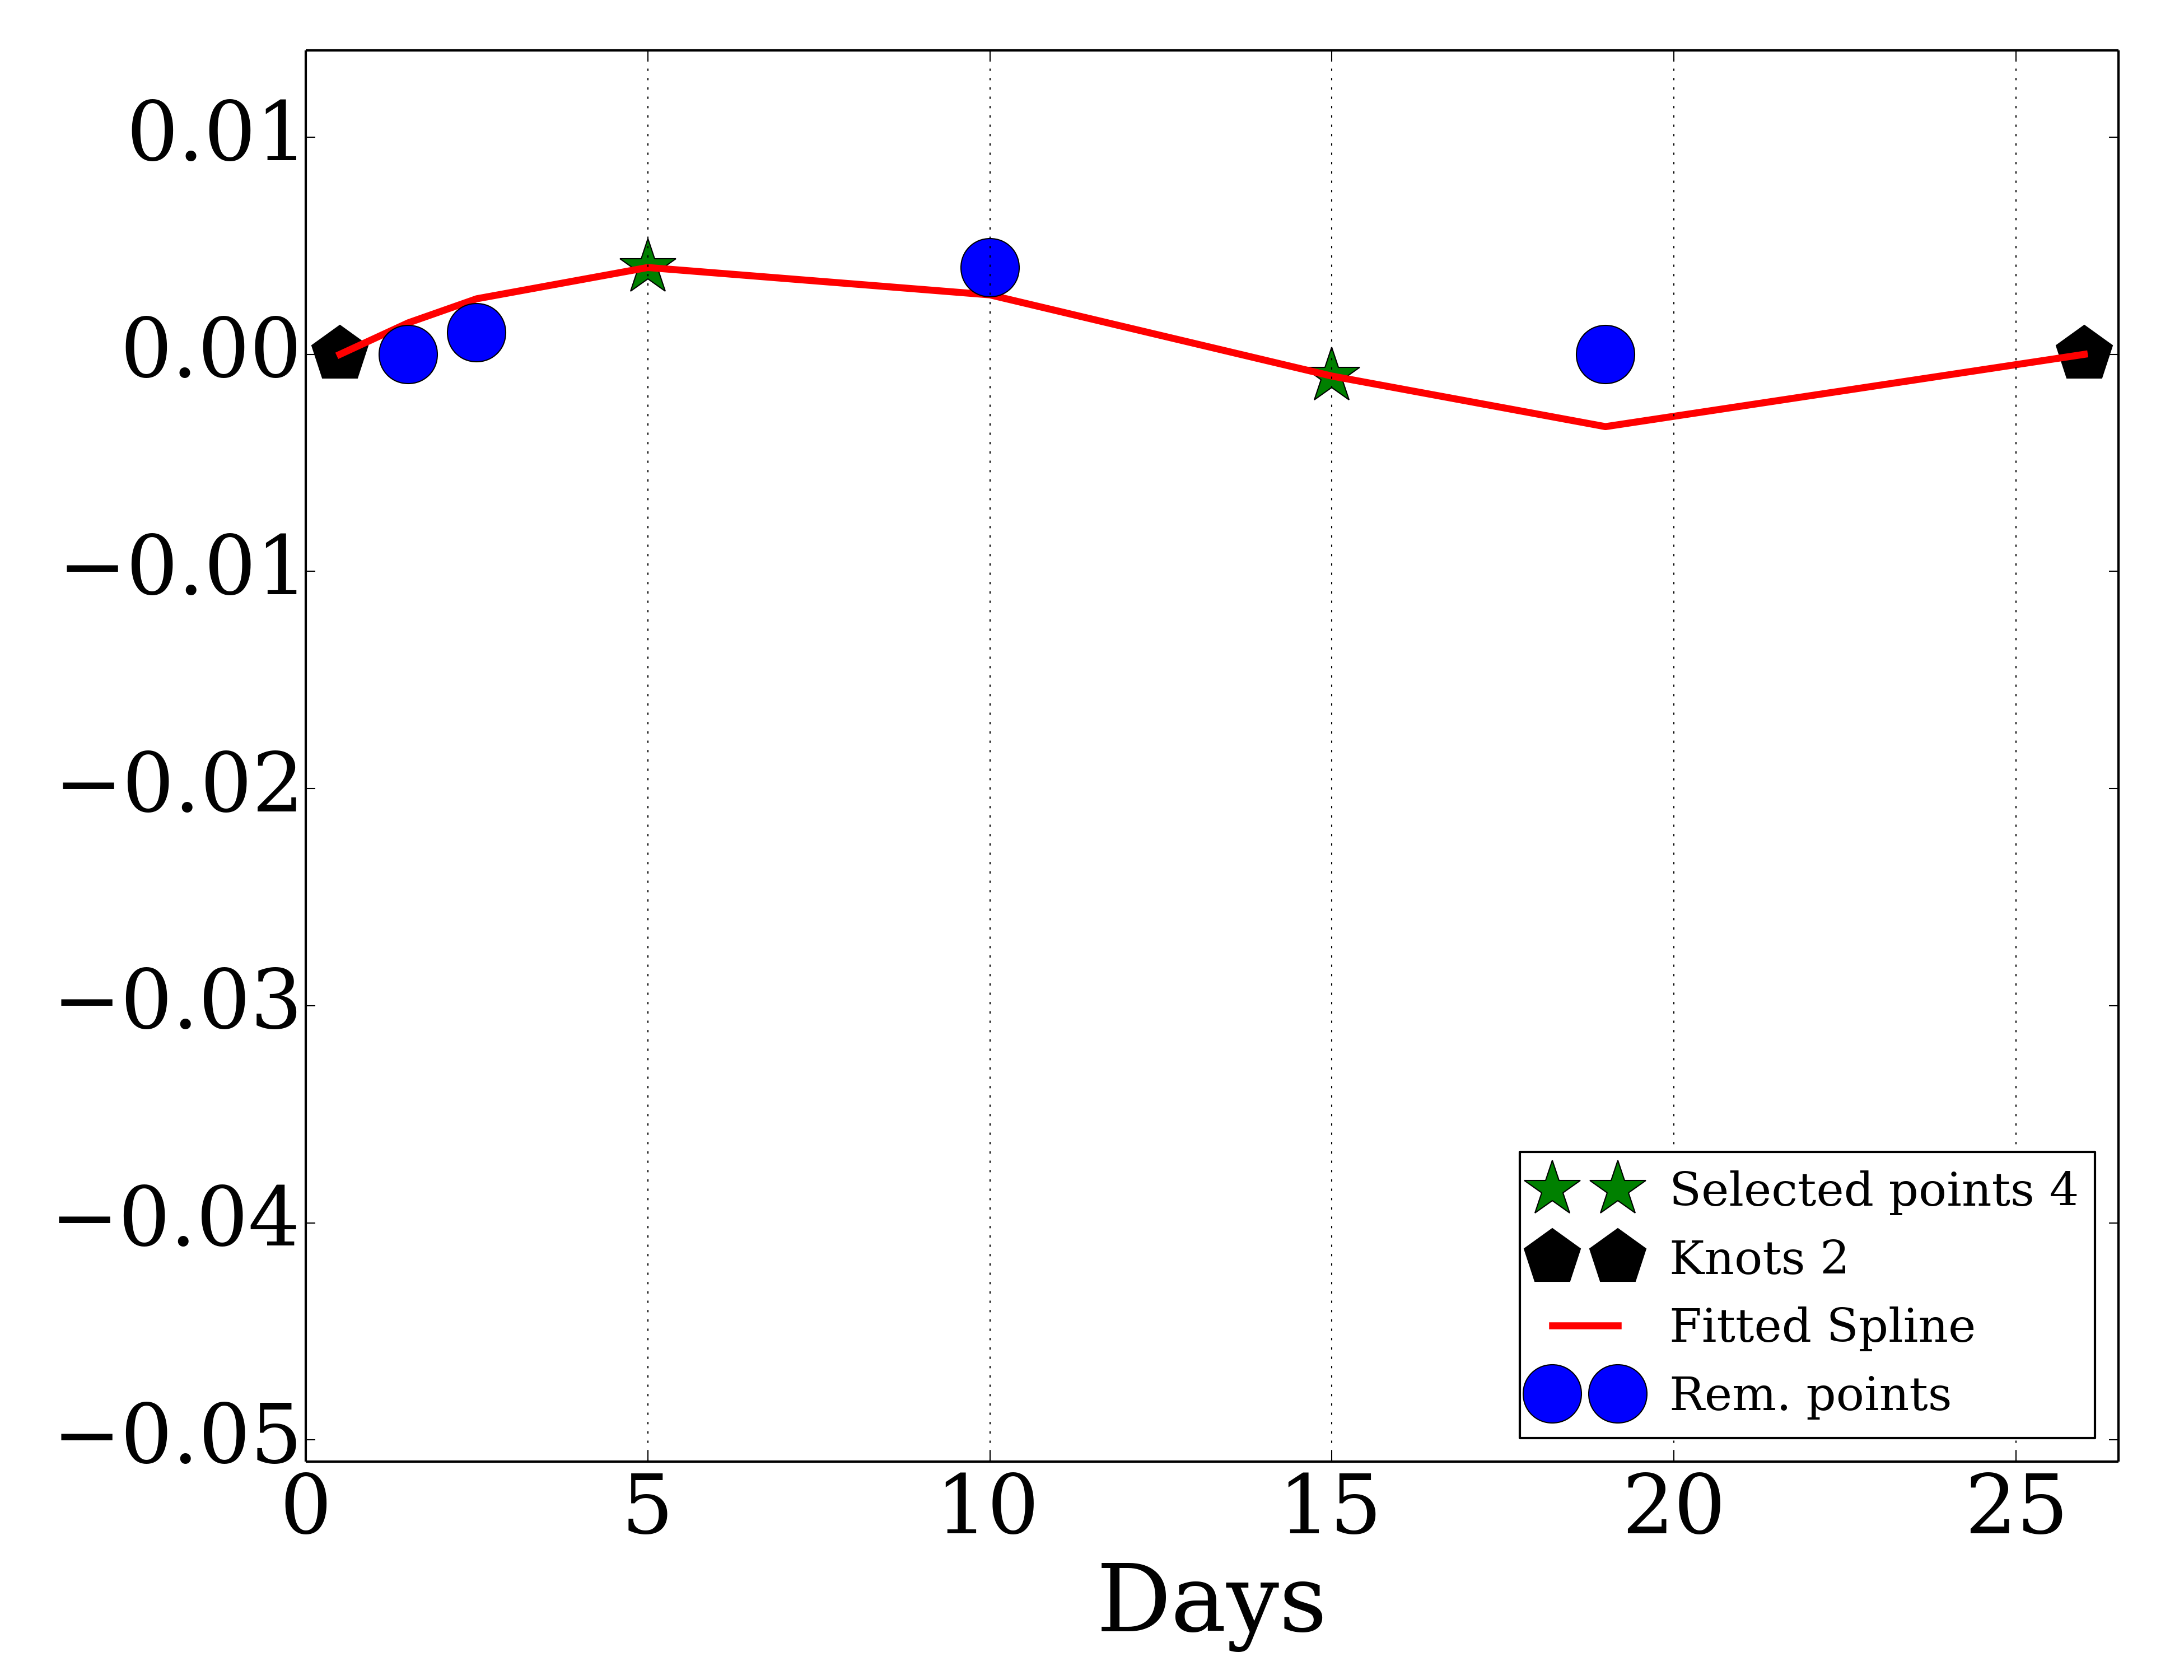 0.01
0.00
−0.01
−0.02
−0.03
−0.04
−0.05
0 5 10 15 20 25
Days
Selected points 4
Knots 2
Fitted Spline
Rem. points